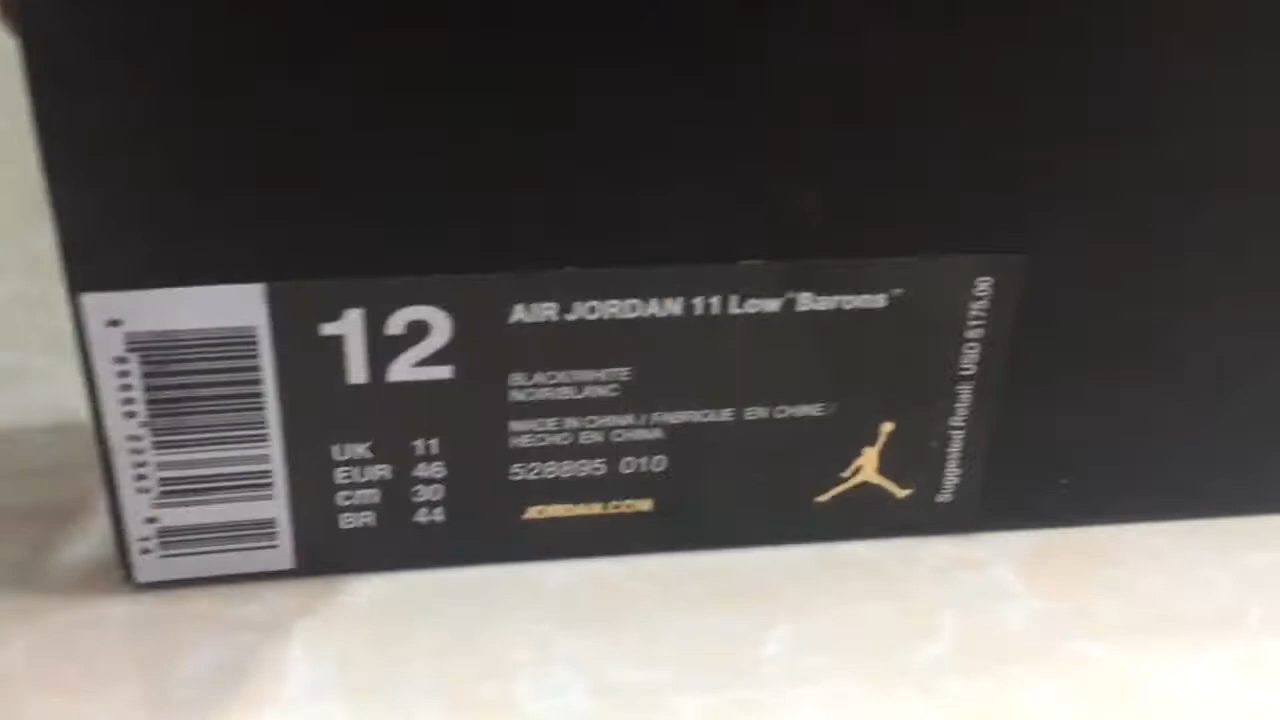 12
UK 11
EUR 46
cm 30
BR 44
AIR JORDAN 11 Low "Barons"
BLACK/WHITE
NOIR/BLANC
MADE IN CHINA / FABRIQUE EN CHINE /
HECHO EN CHINA
528895 010
JORDAN.COM
Suggested Retail: USD $175.00